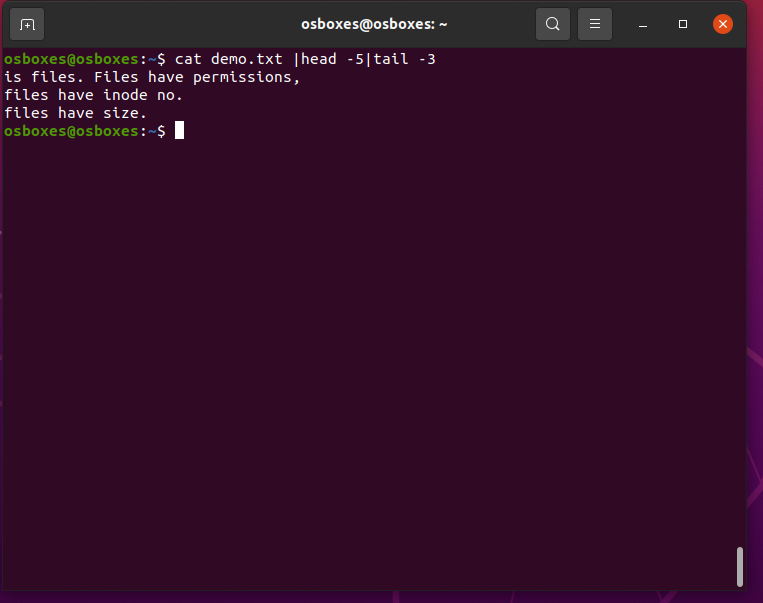 osboxes@osboxes: ~
osboxes@osboxes:~$ cat demo.txt |head -5|tail -3
is files. Files have permissions,
files have inode no.
files have size.
osboxes@osboxes:~$